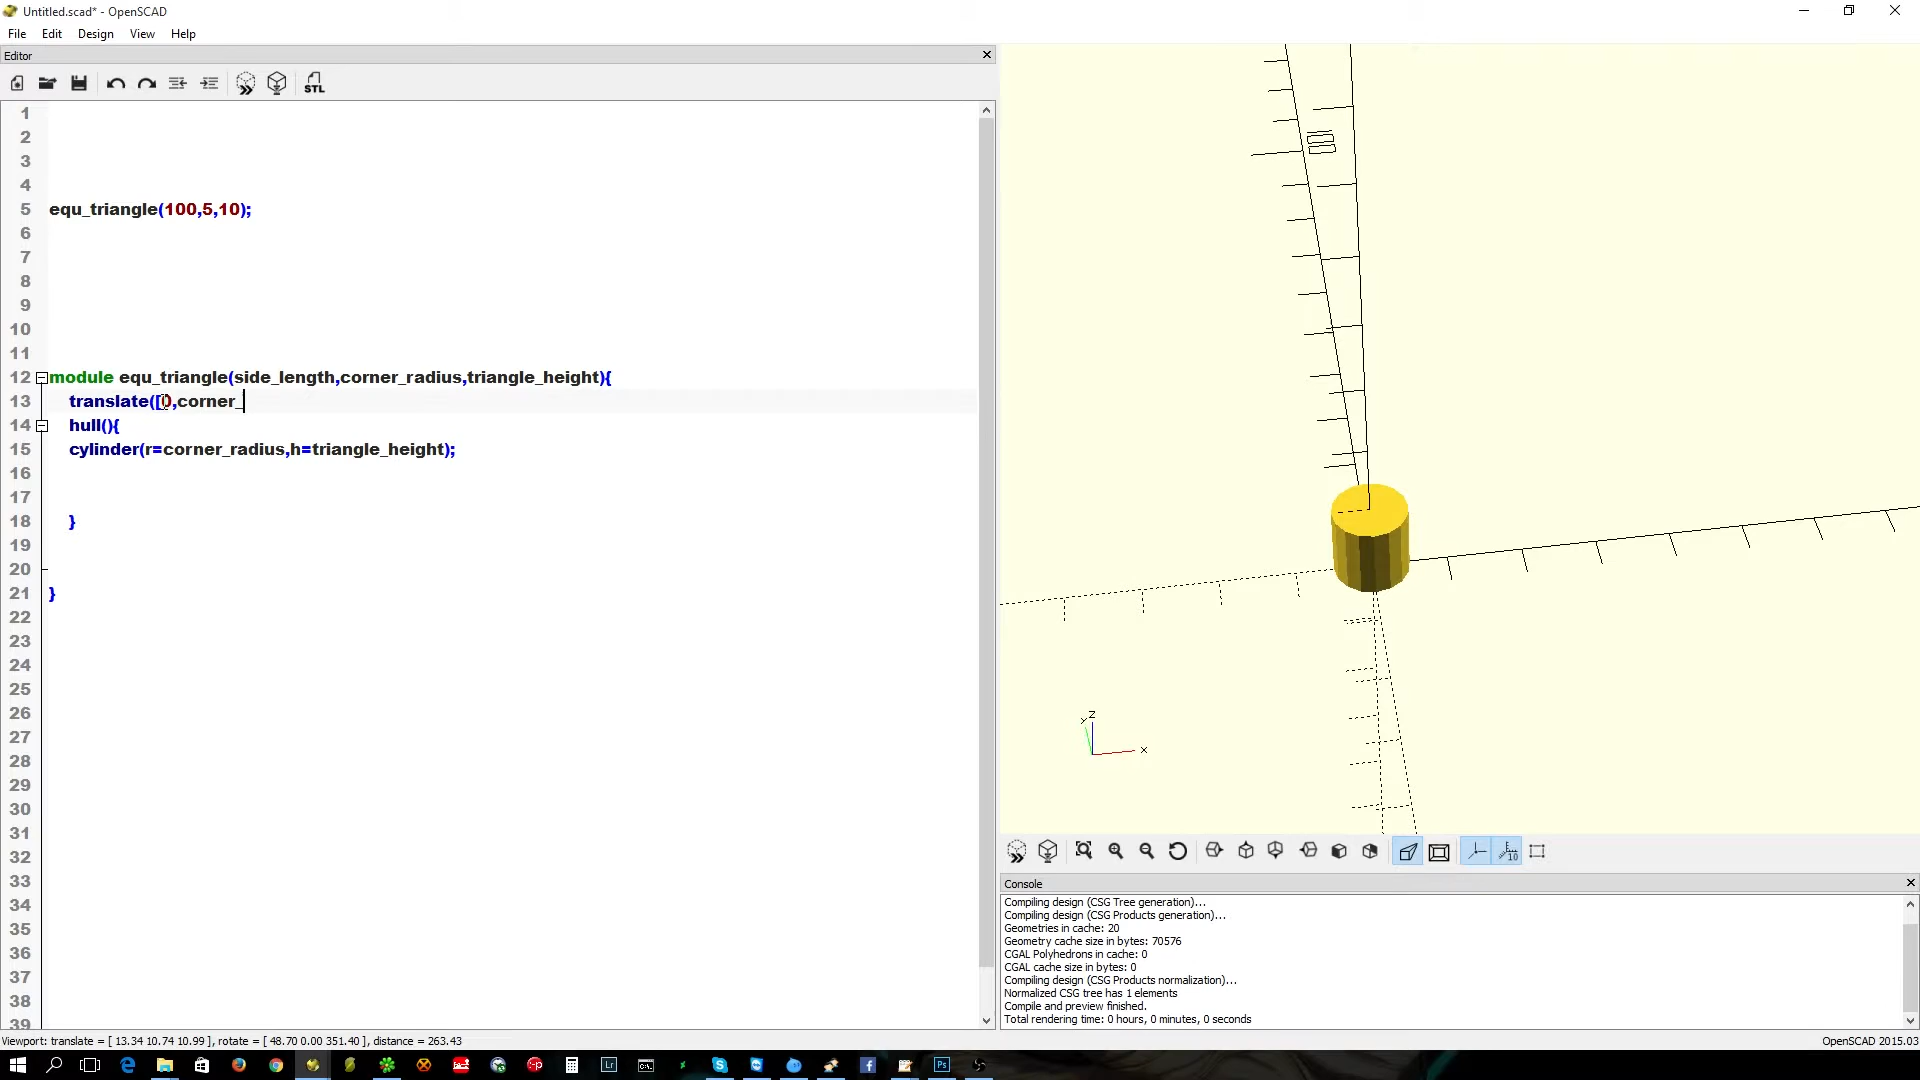 Untitled.scad* - OpenSCAD
File Edit Design View Help
Editor
STL
1
2
3
4
5 equ_triangle(100,5,10);
6
7
8
9
10
11
12 module equ_triangle(side_length,corner_radius,triangle_height){
13 translate([0,corner_
14 hull(){
15 cylinder(r=corner_radius,h=triangle_height);
16
17
18 }
19
20
21 }
22
23
24
25
26
27
28
29
30
31
32
33
34
35
36
37
38
39
Z
Y
X
10
Console
Compiling design (CSG Tree generation)...
Compiling design (CSG Products generation)...
Geometries in cache: 20
Geometry cache size in bytes: 70576
CGAL Polyhedrons in cache: 0
CGAL cache size in bytes: 0
Compiling design (CSG Products normalization)...
Normalized CSG tree has 1 elements
Compile and preview finished.
Total rendering time: 0 hours, 0 minutes, 0 seconds
Viewport: translate = [ 13.34 10.74 10.99 ], rotate = [ 48.70 0.00 351.40 ], distance = 263.43
OpenSCAD 2015.03
Lr
Ps